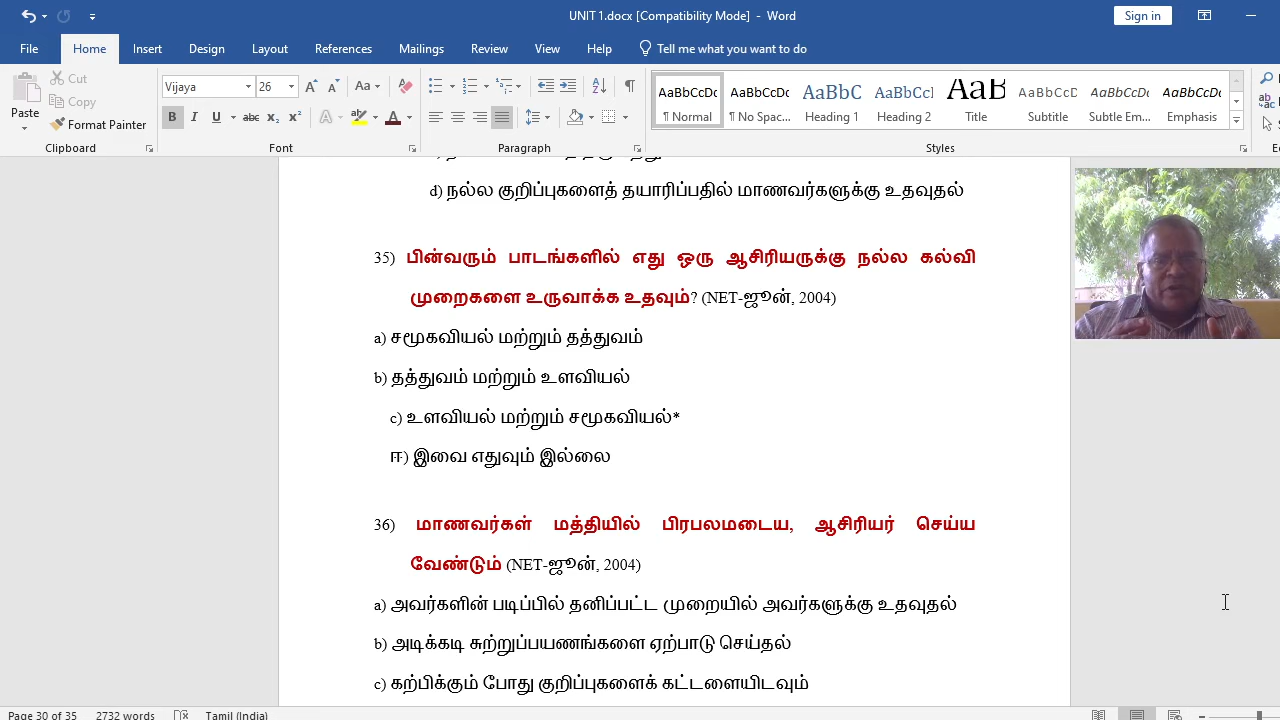 UNIT 1.docx [Compatibility Mode] - Word
Sign in
File Home Insert Design Layout References Mailings Review View Help Tell me what you want to do
Paste
Cut
Copy
Format Painter
Vijaya 26
AaBbCcDc AaBbCcDc AaBbC AaBbCcI AaB AaBbCcD AaBbCcDc AaBbCcDc
¶ Normal ¶ No Spac... Heading 1 Heading 2 Title Subtitle Subtle Em... Emphasis
Clipboard Font Paragraph Styles
d) நல்ல குறிப்புகளைத் தயாரிப்பதில் மாணவர்களுக்கு உதவுதல்
35) பின்வரும் பாடங்களில் எது ஒரு ஆசிரியருக்கு நல்ல கல்வி
முறைகளை உருவாக்க உதவும்? (NET-ஜூன், 2004)
a) சமூகவியல் மற்றும் தத்துவம்
b) தத்துவம் மற்றும் உளவியல்
c) உளவியல் மற்றும் சமூகவியல்*
ஈ) இவை எதுவும் இல்லை
36) மாணவர்கள் மத்தியில் பிரபலமடைய, ஆசிரியர் செய்ய
வேண்டும் (NET-ஜூன், 2004)
a) அவர்களின் படிப்பில் தனிப்பட்ட முறையில் அவர்களுக்கு உதவுதல்
b) அடிக்கடி சுற்றுப்பயணங்களை ஏற்பாடு செய்தல்
c) கற்பிக்கும் போது குறிப்புகளைக் கட்டளையிடவும்
Page 30 of 35 2732 words Tamil (India)